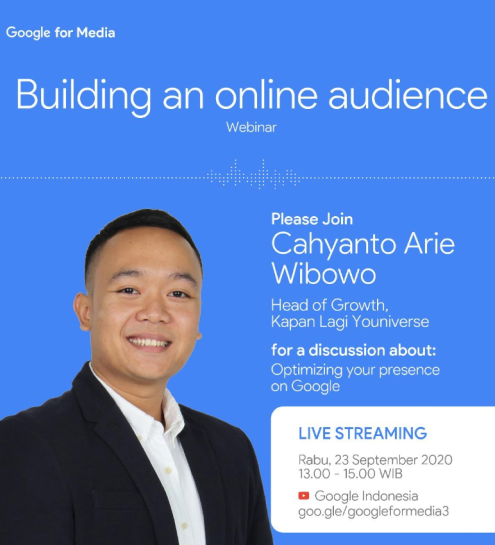 Google for Media
Building an online audience
Webinar
Please Join
Cahyanto Arie
Wibowo
Head of Growth,
Kapan Lagi Youniverse
for a discussion about:
Optimizing your presence
on Google
LIVE STREAMING
Rabu, 23 September 2020
13.00 - 15.00 WIB
Google Indonesia
goo.gle/googleformedia3